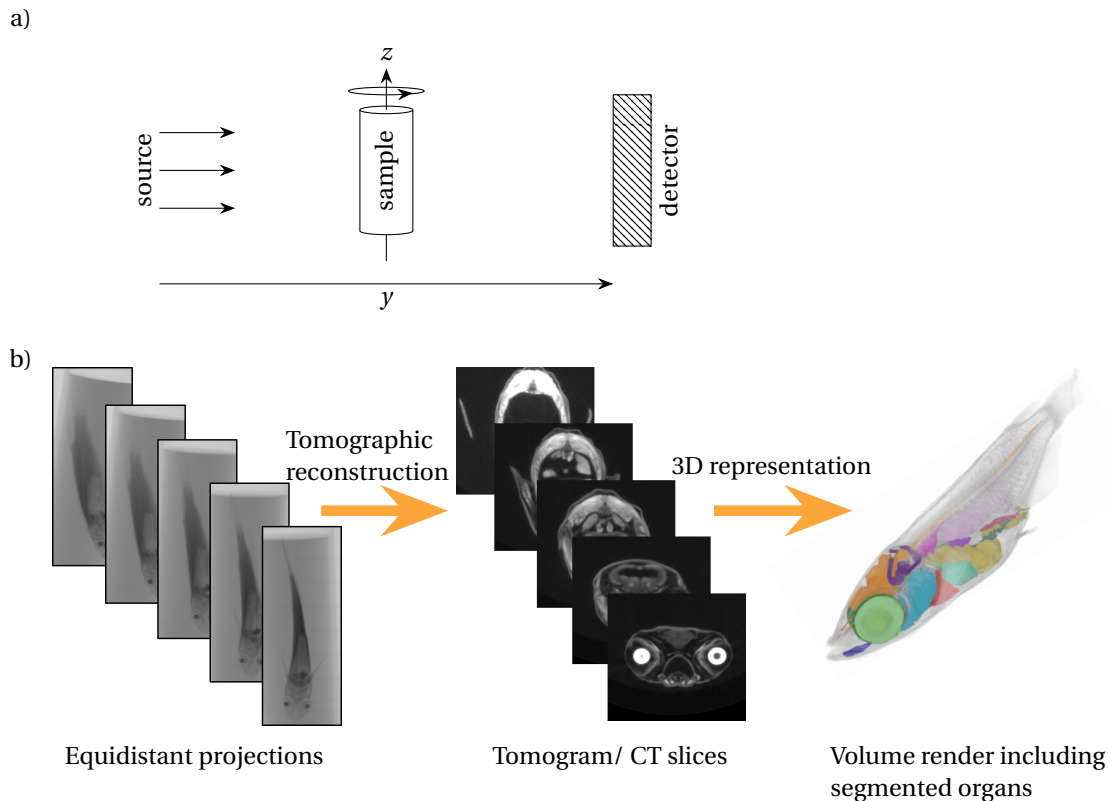 a)
z
source
sample
detector
y
b)
Tomographic
reconstruction
3D representation
Equidistant projections
Tomogram/ CT slices
Volume render including
segmented organs